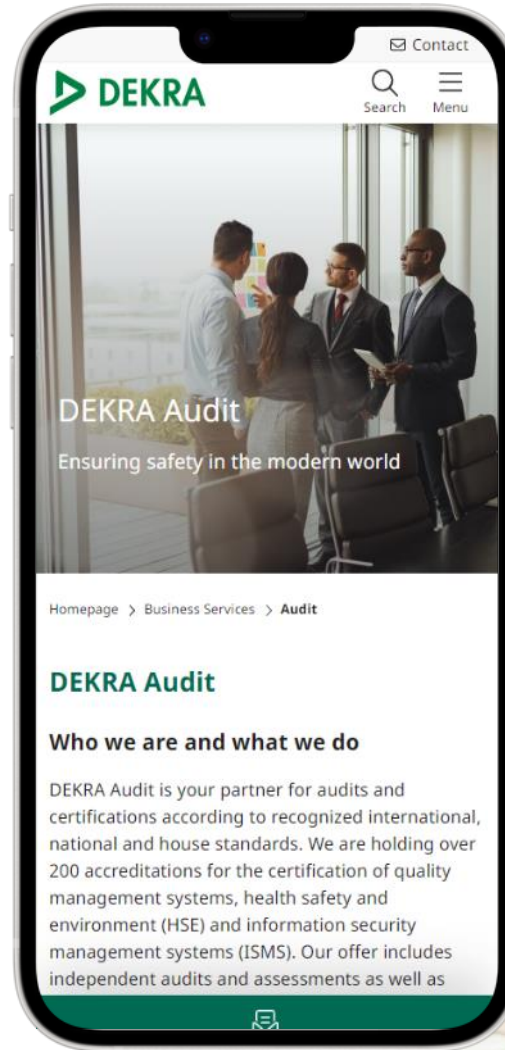 Contact
DEKRA
Search
Menu
DEKRA Audit
Ensuring safety in the modern world
Homepage > Business Services > Audit
DEKRA Audit
Who we are and what we do
DEKRA Audit is your partner for audits and
certifications according to recognized international,
national and house standards. We are holding over
200 accreditations for the certification of quality
management systems, health safety and
environment (HSE) and information security
management systems (ISMS). Our offer includes
independent audits and assessments as well as